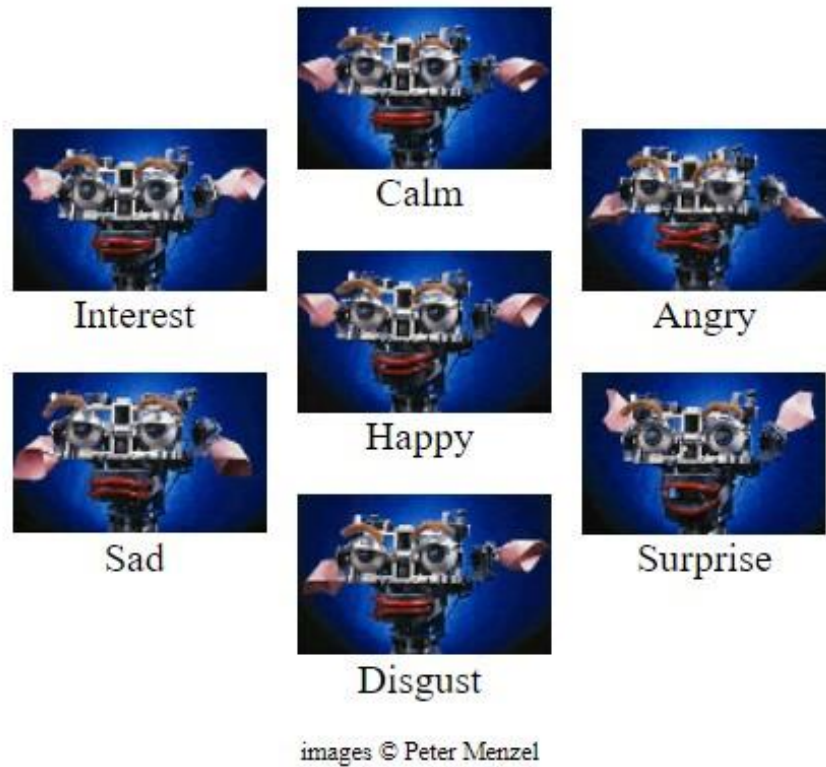 Calm
Interest
Angry
Happy
Sad
Surprise
Disgust
images © Peter Menzel